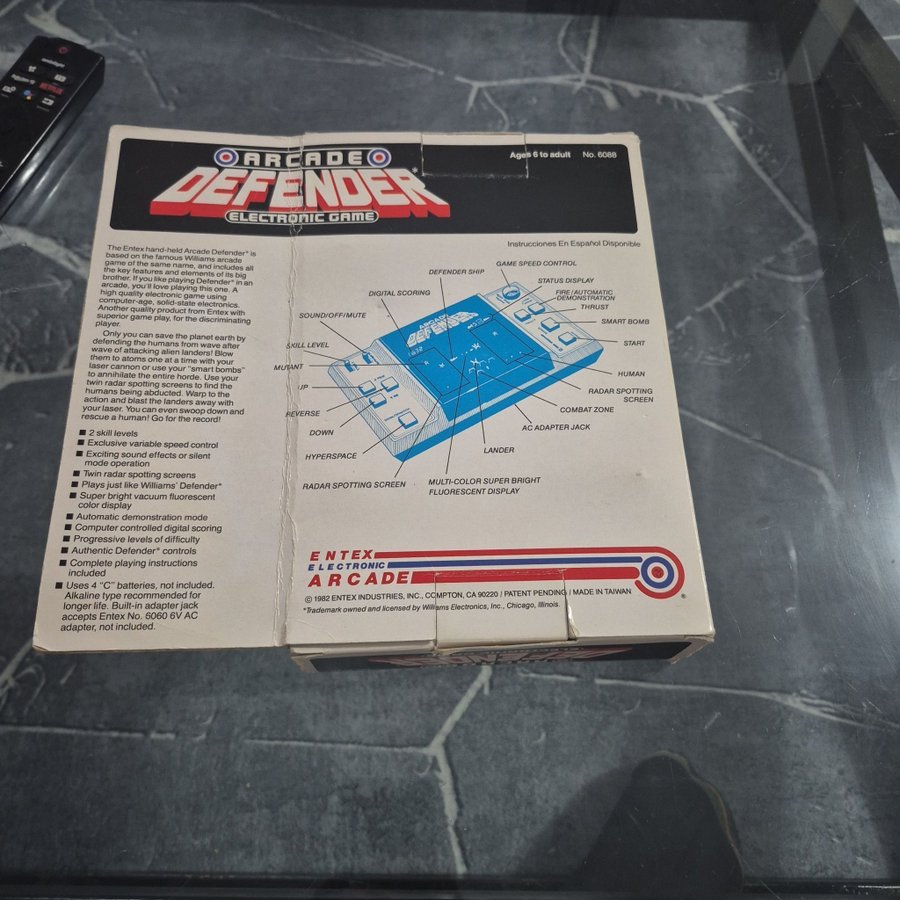 ambilight
Rakuten TV
NETFLIX
ARCADE
DEFENDER*
ELECTRONIC GAME
Ages 6 to adult No. 6088
Instrucciones En Español Disponible
The Entex hand-held Arcade Defender* is
based on the famous Williams arcade
game of the same name, and includes all
the key features and elements of its big
brother. If you like playing Defender* in an
arcade, you'll love playing this one. A
high quality electronic game using
computer-age, solid-state electronics.
Another quality product from Entex with
superior game play, for the discriminating
player.
Only you can save the planet earth by
defending the humans from wave after
wave of attacking alien landers! Blow
them to atoms one at a time with your
laser cannon or use your "smart bombs"
to annihilate the entire horde. Use your
twin radar spotting screens to find the
humans being abducted. Warp to the
action and blast the landers away with
your laser. You can even swoop down and
rescue a human! Go for the record!
■ 2 skill levels
■ Exclusive variable speed control
■ Exciting sound effects or silent
mode operation
■ Twin radar spotting screens
■ Plays just like Williams' Defender*
■ Super bright vacuum fluorescent
color display
■ Automatic demonstration mode
■ Computer controlled digital scoring
■ Progressive levels of difficulty
■ Authentic Defender* controls
■ Complete playing instructions
included
■ Uses 4 "C" batteries, not included.
Alkaline type recommended for
longer life. Built-in adapter jack
accepts Entex No. 6060 6V AC
adapter, not included.
GAME SPEED CONTROL
DEFENDER SHIP
STATUS DISPLAY
DIGITAL SCORING
FIRE/AUTOMATIC
DEMONSTRATION
THRUST
SOUND/OFF/MUTE
SMART BOMB
SKILL LEVEL
START
MUTANT
HUMAN
UP
RADAR SPOTTING
SCREEN
REVERSE
COMBAT ZONE
DOWN
AC ADAPTER JACK
HYPERSPACE
LANDER
RADAR SPOTTING SCREEN
MULTI-COLOR SUPER BRIGHT
FLUORESCENT DISPLAY
ARCADE
DEFENDER
ENTEX
ELECTRONIC
ARCADE
®
© 1982 ENTEX INDUSTRIES, INC., COMPTON, CA 90220 / PATENT PENDING / MADE IN TAIWAN
*Trademark owned and licensed by Williams Electronics, Inc., Chicago, Illinois.